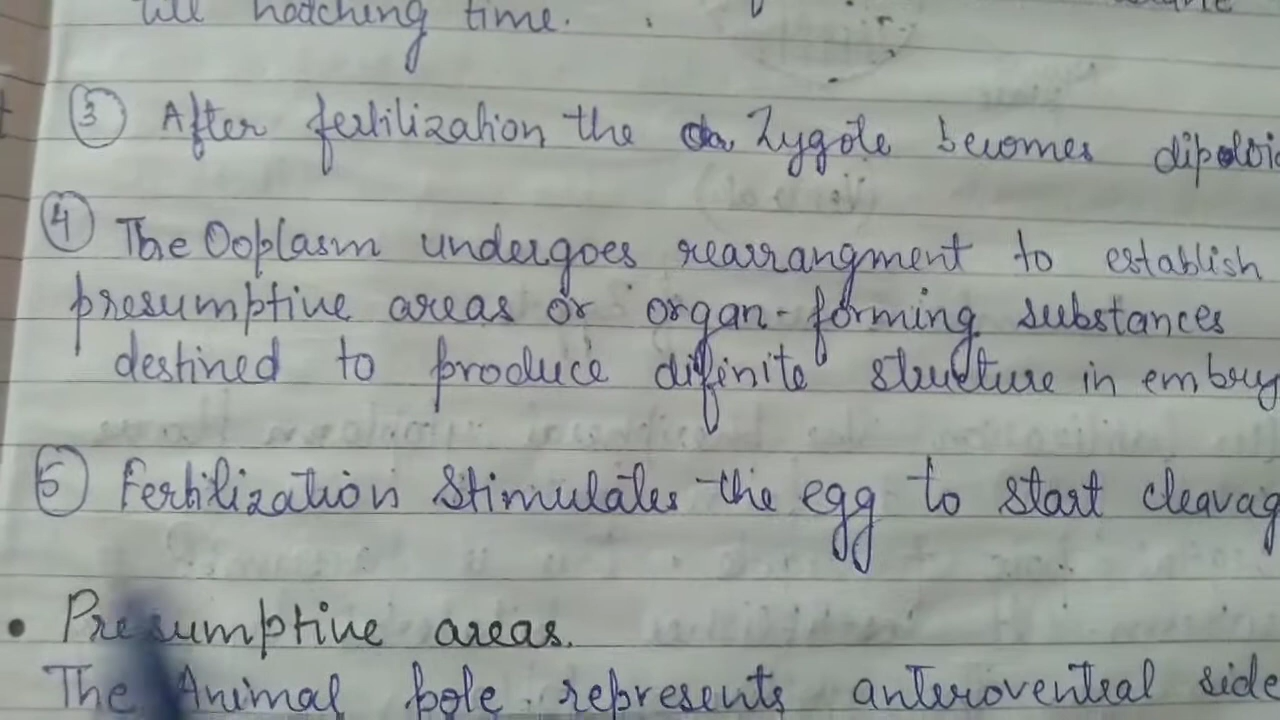 till hodching time.
③ After fertilization the Zygote becomes dipoloi
④ The Ooplasm undergoes rearrangment to establish
presumptive areas or organ-forming substances
destined to produce difinite structure in embry
⑤ Fertilization stimulates the egg to start cleavag
• Presumptive areas.
The Animal pole represents anteroventral side